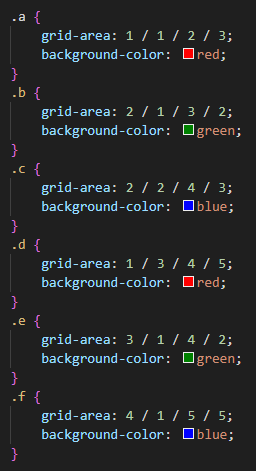 .a {
    grid-area: 1 / 1 / 2 / 3;
    background-color: red;
}
.b {
    grid-area: 2 / 1 / 3 / 2;
    background-color: green;
}
.c {
    grid-area: 2 / 2 / 4 / 3;
    background-color: blue;
}
.d {
    grid-area: 1 / 3 / 4 / 5;
    background-color: red;
}
.e {
    grid-area: 3 / 1 / 4 / 2;
    background-color: green;
}
.f {
    grid-area: 4 / 1 / 5 / 5;
    background-color: blue;
}